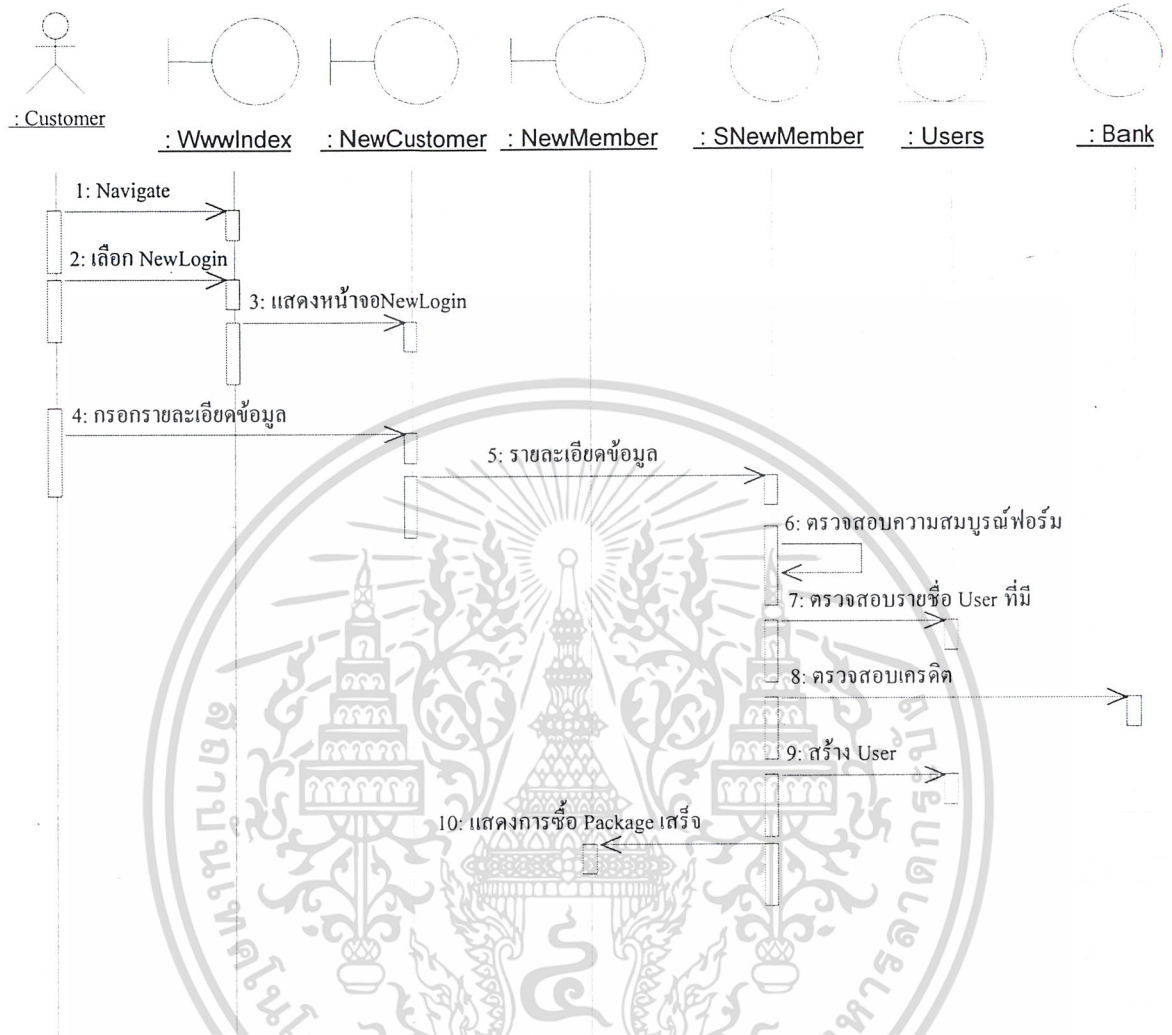 : Customer
: WwwIndex
: NewCustomer
: NewMember
: SNewMember
: Users
: Bank
1: Navigate
2: เลือก NewLogin
3: แสดงหน้าจอNewLogin
4: กรอกรายละเอียดข้อมูล
5: รายละเอียดข้อมูล
6: ตรวจสอบความสมบูรณ์ฟอร์ม
7: ตรวจสอบรายชื่อ User ที่มี
8: ตรวจสอบเครดิต
9: สร้าง User
10: แสดงการซื้อ Package เสร็จ